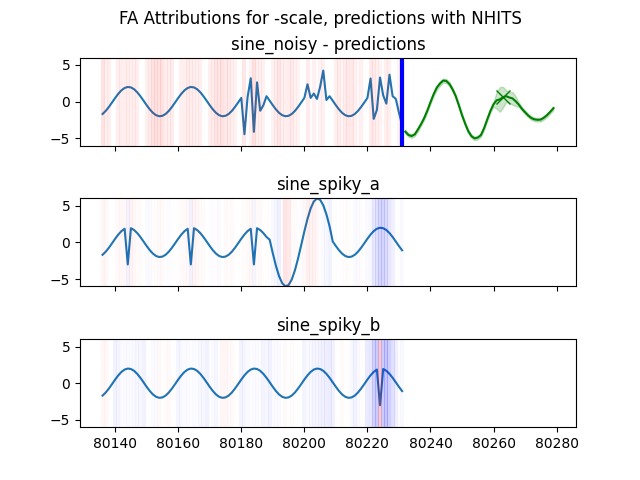 FA Attributions for -scale, predictions with NHITS
sine_noisy - predictions
5
0
−5
sine_spiky_a
5
0
−5
sine_spiky_b
5
0
−5
80140 80160 80180 80200 80220 80240 80260 80280